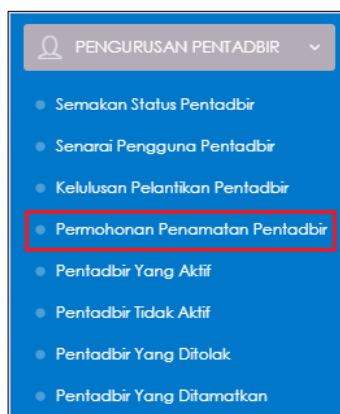 PENGURUSAN PENTADBIR
Semakan Status Pentadbir
Senarai Pengguna Pentadbir
Kelulusan Pelantikan Pentadbir
Permohonan Penamatan Pentadbir
Pentadbir Yang Aktif
Pentadbir Tidak Aktif
Pentadbir Yang Ditolak
Pentadbir Yang Ditamatkan